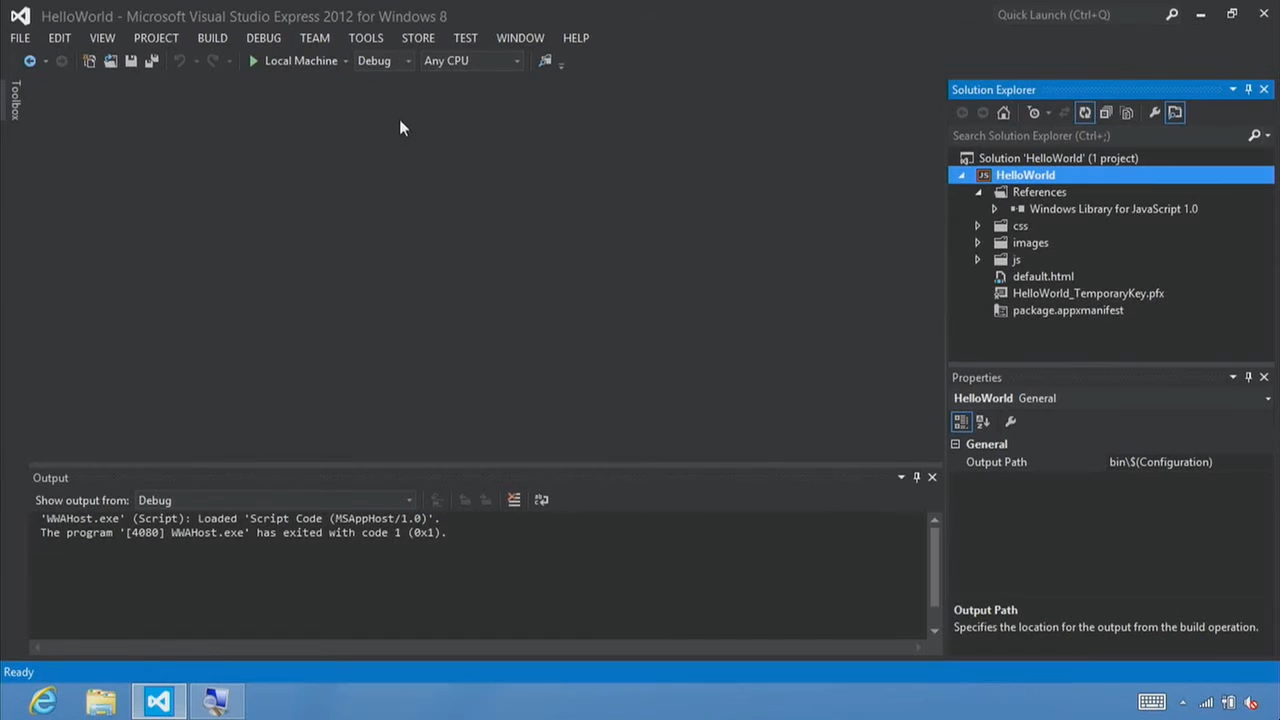 HelloWorld - Microsoft Visual Studio Express 2012 for Windows 8
Quick Launch (Ctrl+Q)
FILE EDIT VIEW PROJECT BUILD DEBUG TEAM TOOLS STORE TEST WINDOW HELP
Local Machine Debug Any CPU
Toolbox
Solution Explorer
Search Solution Explorer (Ctrl+;)
Solution 'HelloWorld' (1 project)
JS HelloWorld
References
Windows Library for JavaScript 1.0
css
images
js
default.html
HelloWorld_TemporaryKey.pfx
package.appxmanifest
Properties
HelloWorld General
General
Output Path bin\$(Configuration)
Output Path
Specifies the location for the output from the build operation.
Output
Show output from: Debug
'WWAHost.exe' (Script): Loaded 'Script Code (MSAppHost/1.0)'.
The program '[4080] WWAHost.exe' has exited with code 1 (0x1).
Ready